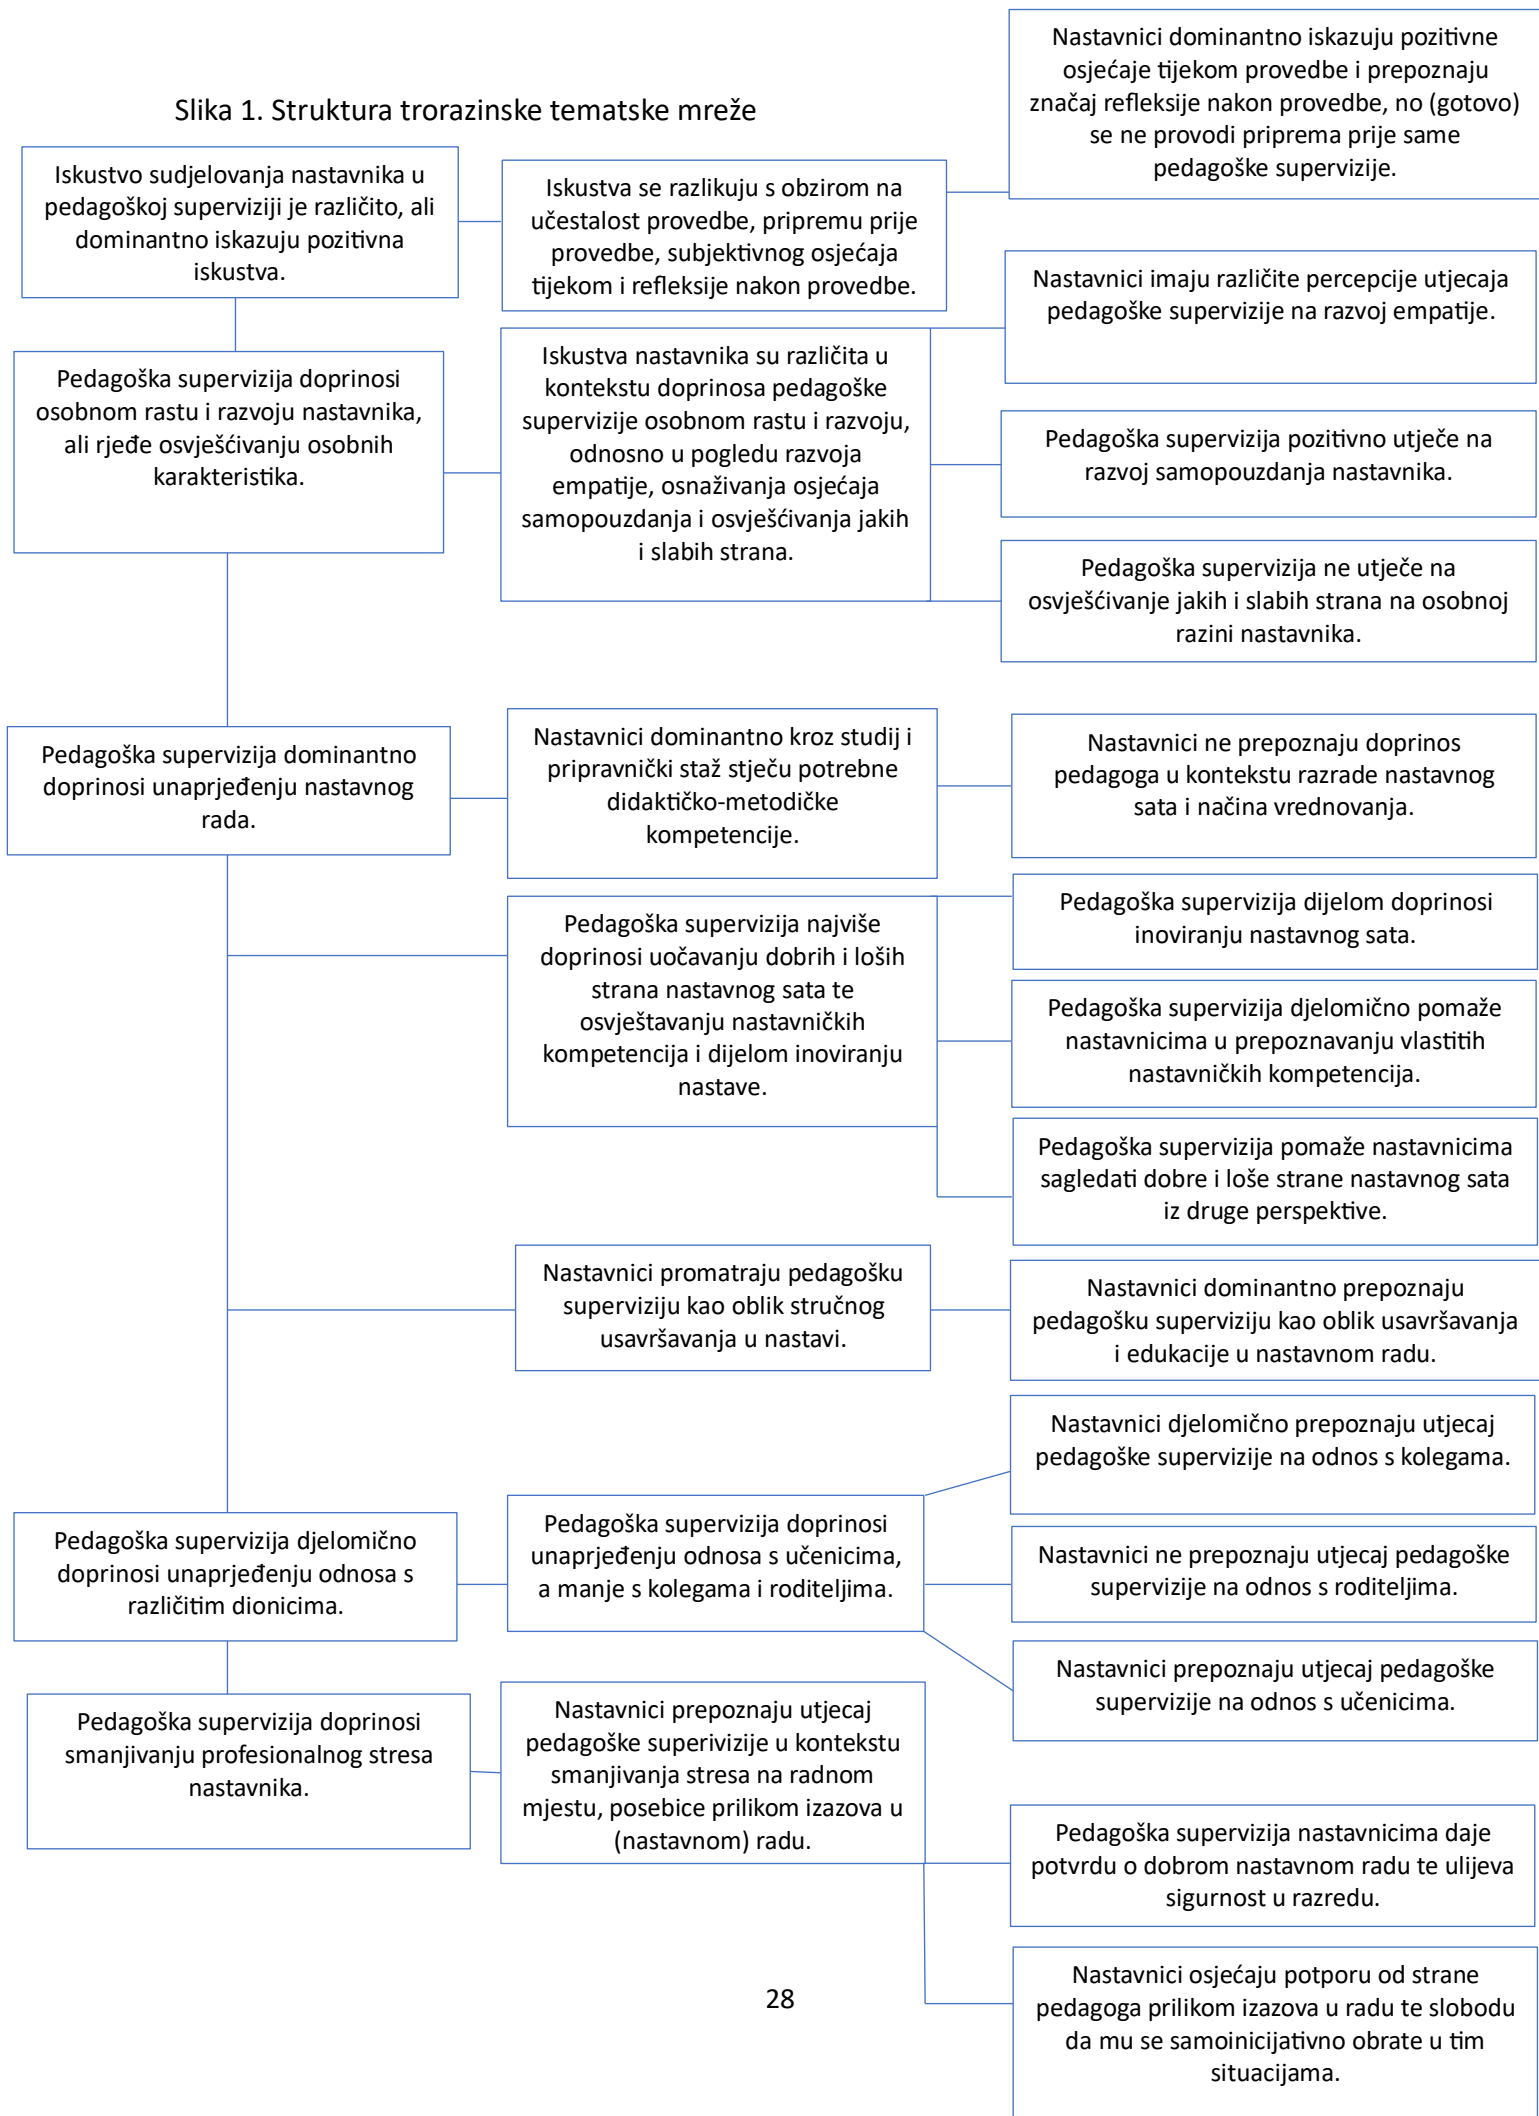 Slika 1. Struktura trorazinske tematske mreže
Iskustvo sudjelovanja nastavnika u
pedagoškoj superviziji je različito, ali
dominantno iskazuju pozitivna
iskustva.
Iskustva se razlikuju s obzirom na
učestalost provedbe, pripremu prije
provedbe, subjektivnog osjećaja
tijekom i refleksije nakon provedbe.
Nastavnici dominantno iskazuju pozitivne
osjećaje tijekom provedbe i prepoznaju
značaj refleksije nakon provedbe, no (gotovo)
se ne provodi priprema prije same
pedagoške supervizije.
Pedagoška supervizija doprinosi
osobnom rastu i razvoju nastavnika,
ali rjeđe osvješćivanju osobnih
karakteristika.
Iskustva nastavnika su različita u
kontekstu doprinosa pedagoške
supervizije osobnom rastu i razvoju,
odnosno u pogledu razvoja
empatije, osnaživanja osjećaja
samopouzdanja i osvješćivanja jakih
i slabih strana.
Nastavnici imaju različite percepcije utjecaja
pedagoške supervizije na razvoj empatije.
Pedagoška supervizija pozitivno utječe na
razvoj samopouzdanja nastavnika.
Pedagoška supervizija ne utječe na
osvješćivanje jakih i slabih strana na osobnoj
razini nastavnika.
Pedagoška supervizija dominantno
doprinosi unaprjeđenju nastavnog
rada.
Nastavnici dominantno kroz studij i
pripravnički staž stječu potrebne
didaktičko-metodičke
kompetencije.
Nastavnici ne prepoznaju doprinos
pedagoga u kontekstu razrade nastavnog
sata i načina vrednovanja.
Pedagoška supervizija najviše
doprinosi uočavanju dobrih i loših
strana nastavnog sata te
osvještavanju nastavničkih
kompetencija i dijelom inoviranju
nastave.
Pedagoška supervizija dijelom doprinosi
inoviranju nastavnog sata.
Pedagoška supervizija djelomično pomaže
nastavnicima u prepoznavanju vlastitih
nastavničkih kompetencija.
Pedagoška supervizija pomaže nastavnicima
sagledati dobre i loše strane nastavnog sata
iz druge perspektive.
Nastavnici promatraju pedagošku
superviziju kao oblik stručnog
usavršavanja u nastavi.
Nastavnici dominantno prepoznaju
pedagošku superviziju kao oblik usavršavanja
i edukacije u nastavnom radu.
Pedagoška supervizija djelomično
doprinosi unaprjeđenju odnosa s
različitim dionicima.
Pedagoška supervizija doprinosi
unaprjeđenju odnosa s učenicima,
a manje s kolegama i roditeljima.
Nastavnici djelomično prepoznaju utjecaj
pedagoške supervizije na odnos s kolegama.
Nastavnici ne prepoznaju utjecaj pedagoške
supervizije na odnos s roditeljima.
Nastavnici prepoznaju utjecaj pedagoške
supervizije na odnos s učenicima.
Pedagoška supervizija doprinosi
smanjivanju profesionalnog stresa
nastavnika.
Nastavnici prepoznaju utjecaj
pedagoške superivizije u kontekstu
smanjivanja stresa na radnom
mjestu, posebice prilikom izazova u
(nastavnom) radu.
Pedagoška supervizija nastavnicima daje
potvrdu o dobrom nastavnom radu te ulijeva
sigurnost u razredu.
Nastavnici osjećaju potporu od strane
pedagoga prilikom izazova u radu te slobodu
da mu se samoinicijativno obrate u tim
situacijama.
28